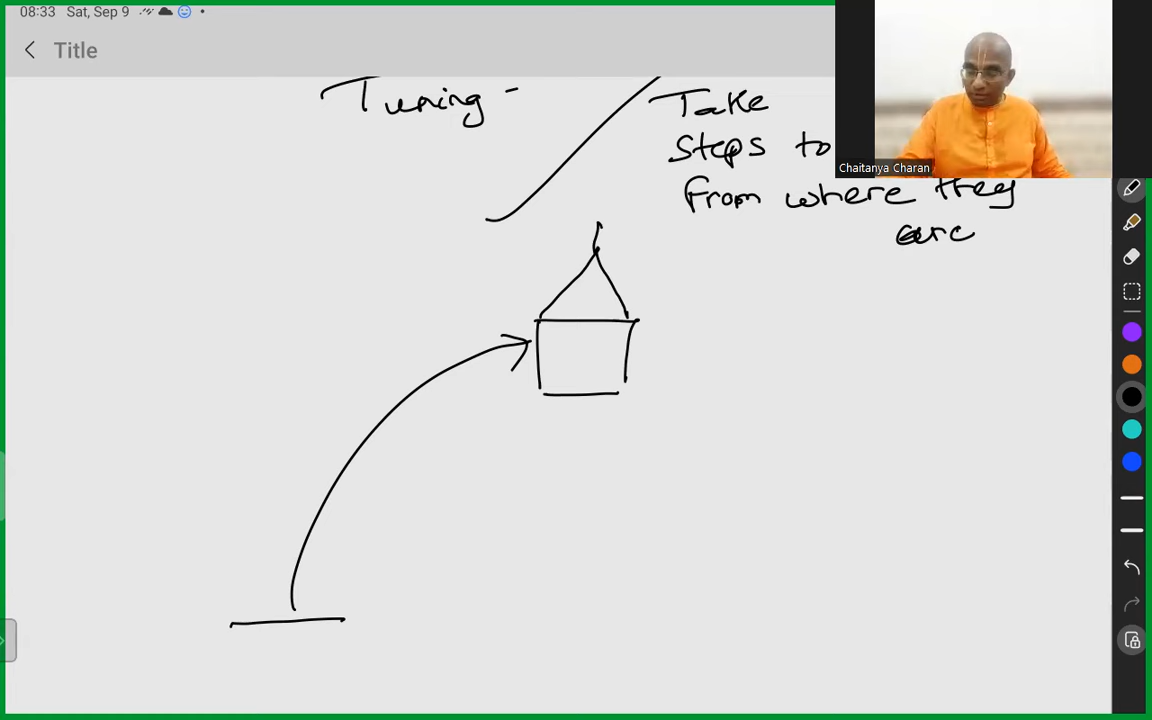 08:33 Sat, Sep 9
Title
Tuning -
Take
steps to
from where they
are
Chaitanya Charan